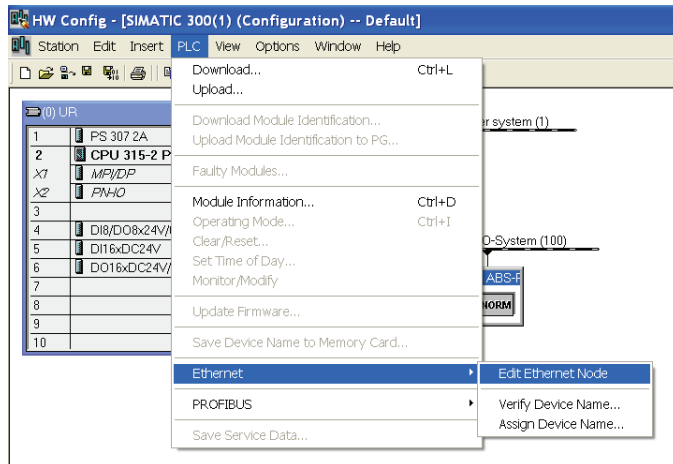 HW Config - [SIMATIC 300(1) (Configuration) -- Default]
Station Edit Insert PLC View Options Window Help
Download... Ctrl+L
Upload...
Download Module Identification...
Upload Module Identification to PG...
Faulty Modules...
Module Information... Ctrl+D
Operating Mode... Ctrl+I
Clear/Reset...
Set Time of Day...
Monitor/Modify
Update Firmware...
Save Device Name to Memory Card...
Ethernet
PROFIBUS
Save Service Data...
Edit Ethernet Node
Verify Device Name...
Assign Device Name...
(0) UR
1 PS 307 2A
2 CPU 315-2 P
X1 MPI/DP
X2 PN-IO
3
4 DI8/DO8x24V/
5 DI16xDC24V
6 DO16xDC24V/
7
8
9
10
er system (1)
O-System (100)
ABS-
NORM